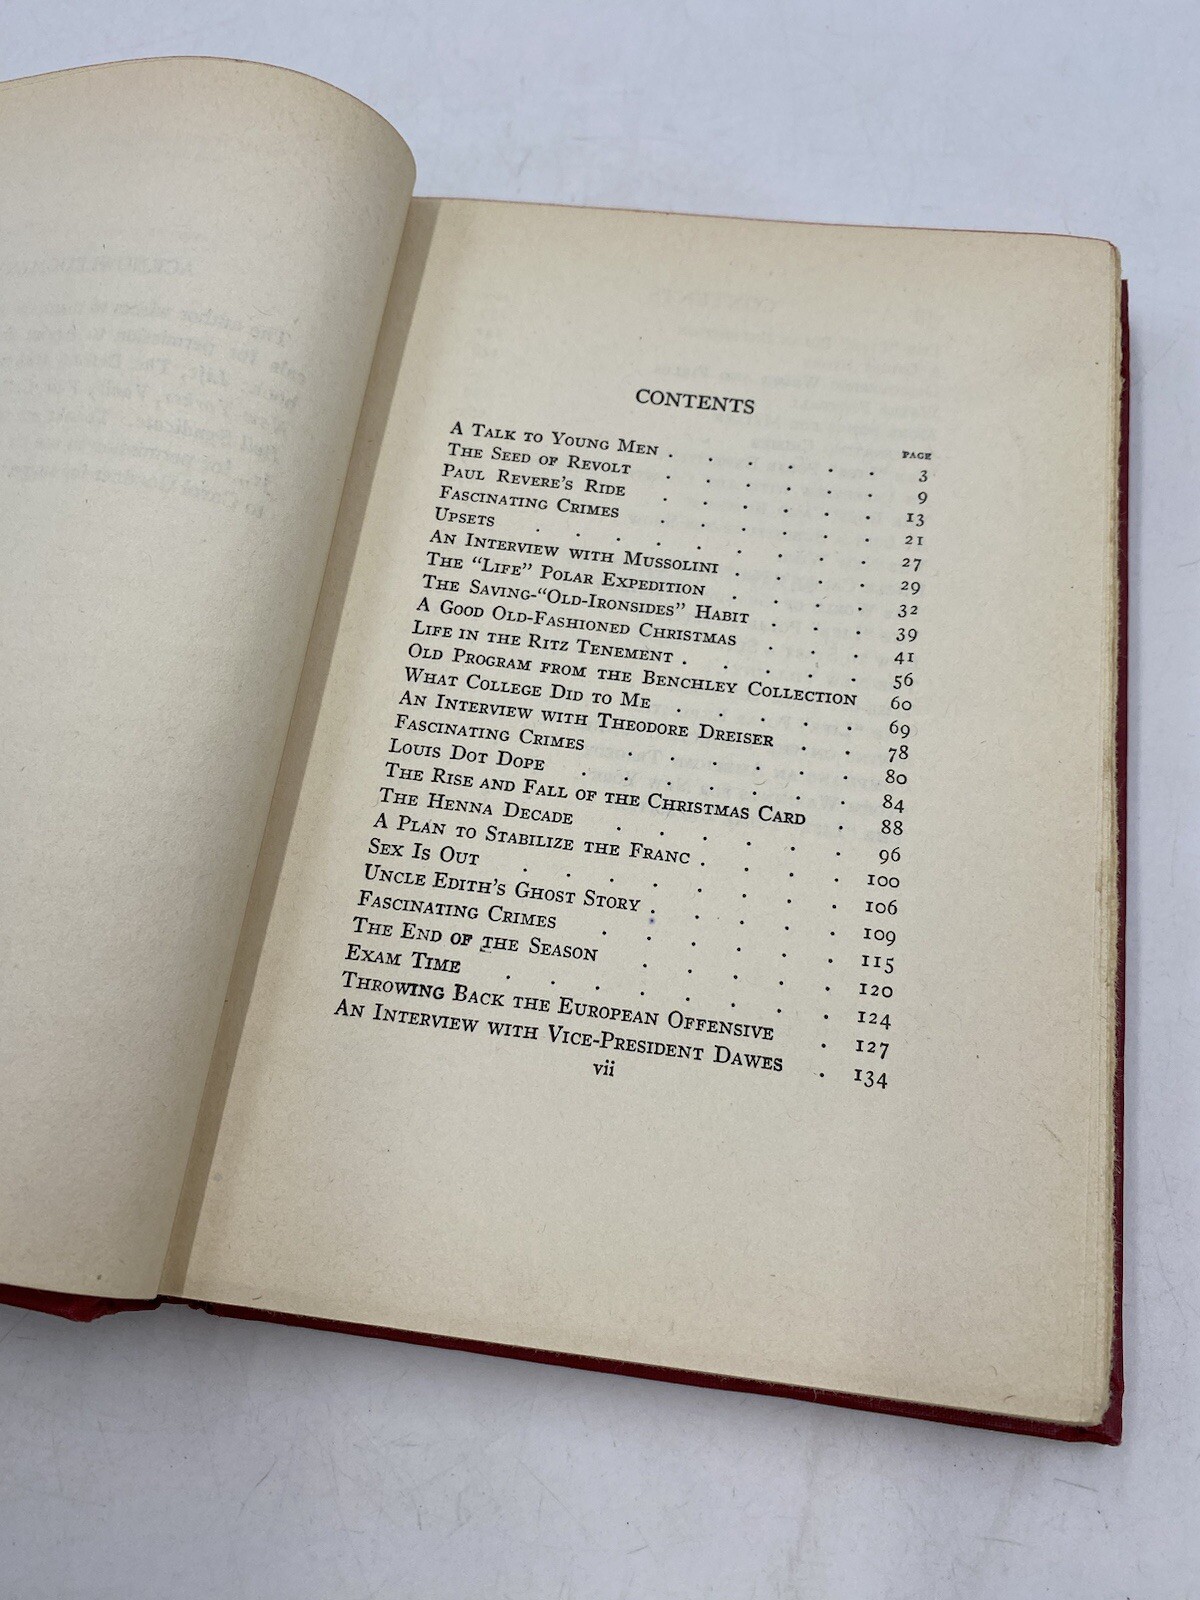 CONTENTS
PAGE
A Talk to Young Men . . . . . . 3
The Seed of Revolt . . . . . . 9
Paul Revere's Ride . . . . . . 13
Fascinating Crimes . . . . . . 21
Upsets . . . . . . . . 27
An Interview with Mussolini . . . . 29
The "Life" Polar Expedition . . . . 32
The Saving-"Old-Ironsides" Habit . . . 39
A Good Old-Fashioned Christmas . . . 41
Life in the Ritz Tenement . . . . . 56
Old Program from the Benchley Collection 60
What College Did to Me . . . . . 69
An Interview with Theodore Dreiser . . 78
Fascinating Crimes . . . . . . 80
Louis Dot Dope . . . . . . . 84
The Rise and Fall of the Christmas Card . 88
The Henna Decade . . . . . . 96
A Plan to Stabilize the Franc . . . . 100
Sex Is Out . . . . . . . . 106
Uncle Edith's Ghost Story . . . . . 109
Fascinating Crimes . . . . . . 115
The End of the Season . . . . . 120
Exam Time . . . . . . . . 124
Throwing Back the European Offensive . 127
An Interview with Vice-President Dawes . 134
vii